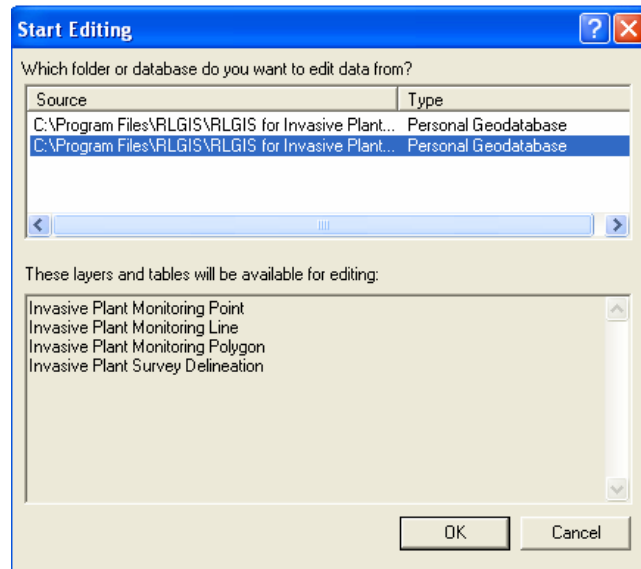 Start Editing
Which folder or database do you want to edit data from?
Source Type
C:\Program Files\RLGIS\RLGIS for Invasive Plant... Personal Geodatabase
C:\Program Files\RLGIS\RLGIS for Invasive Plant... Personal Geodatabase
These layers and tables will be available for editing:
Invasive Plant Monitoring Point
Invasive Plant Monitoring Line
Invasive Plant Monitoring Polygon
Invasive Plant Survey Delineation
OK Cancel